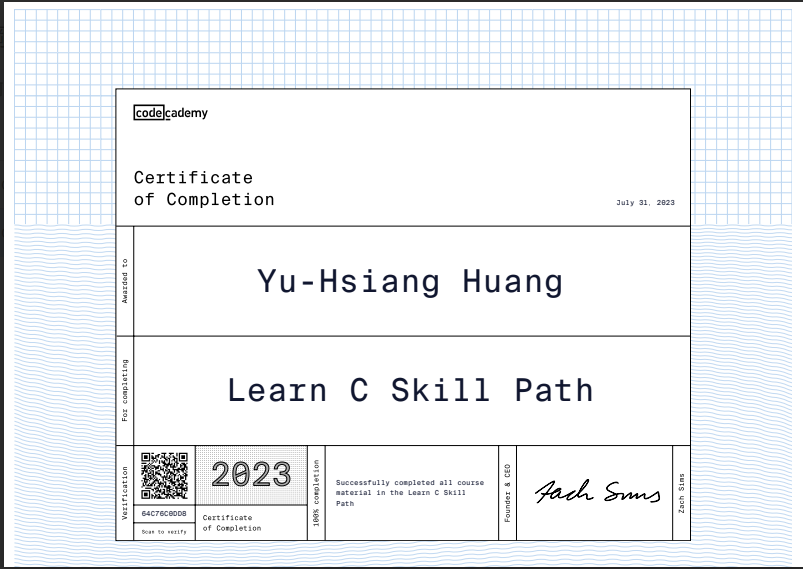 codecademy
Certificate
of Completion
July 31, 2023
Awarded to
Yu-Hsiang Huang
For completing
Learn C Skill Path
Verification
64C76C0DD8
Scan to verify
2023
Certificate
of Completion
100% completion
Successfully completed all course
material in the Learn C Skill
Path
Founder & CEO
Zach Sims
Zach Sims